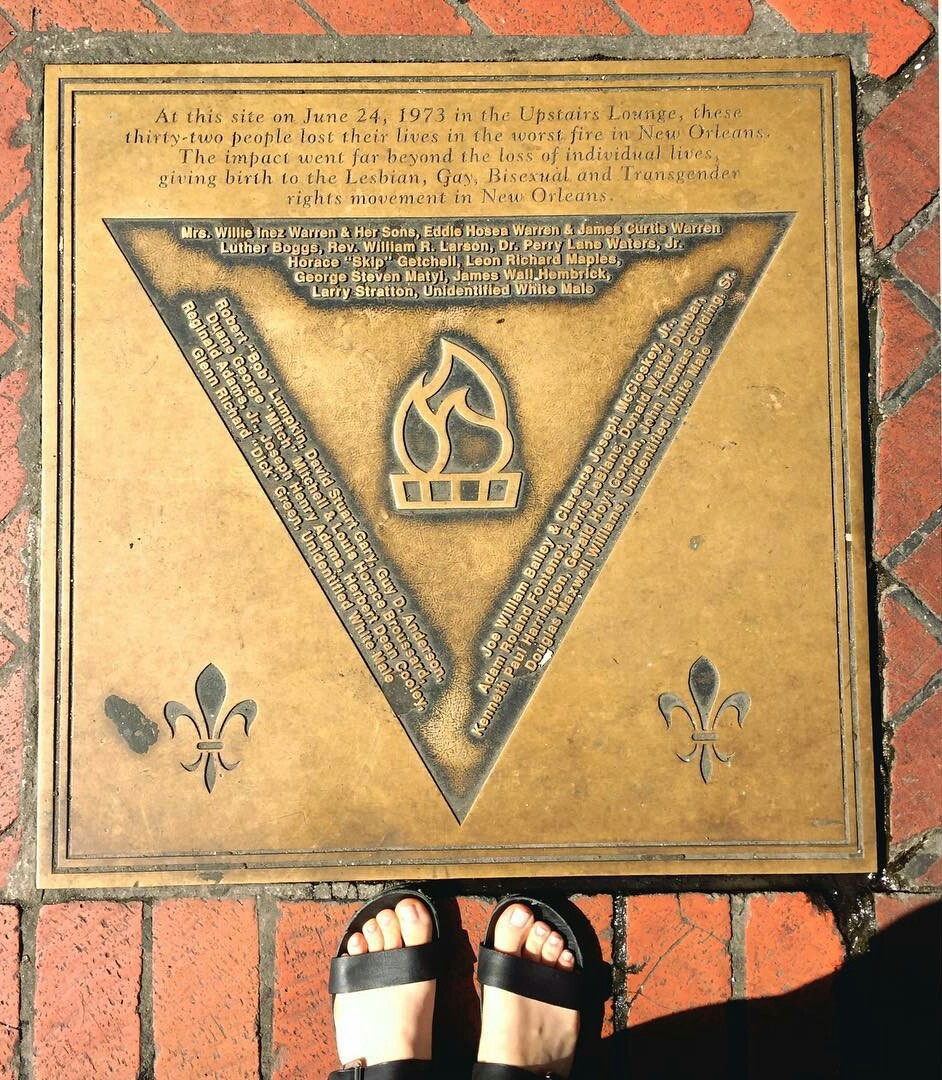 At this site on June 24, 1973 in the Upstairs Lounge, these
thirty-two people lost their lives in the worst fire in New Orleans.
The impact went far beyond the loss of individual lives,
giving birth to the Lesbian, Gay, Bisexual and Transgender
rights movement in New Orleans.
Mrs. Willie Inez Warren & Her Sons, Eddie Hosea Warren & James Curtis Warren
Luther Boggs, Rev. William R. Larson, Dr. Perry Lane Waters, Jr.
Horace "Skip" Getchell, Leon Richard Maples,
George Steven Matyi, James Wall Hembrick,
Larry Stratton, Unidentified White Male
Robert "Bob" Lumpkin, David Stuart Gary, Guy D. Anderson,
Duane George "Mitch" Mitchell & Louis Horace Broussard,
Reginald Adams, Jr., Joseph Henry Adams, Herbert Dean Cooley,
Glenn Richard "Dick" Green, Unidentified White Male
Joe William Bailey & Clarence Joseph McCloskey, Jr.
Adam Roland Fontenot, Ferris LeBlanc, Donald Walter Dunbar,
Kenneth Paul Harrington, Gerald Hoyt Gordon, John Thomas Golding, Sr.
Douglas Maxwell Williams, Unidentified White Male